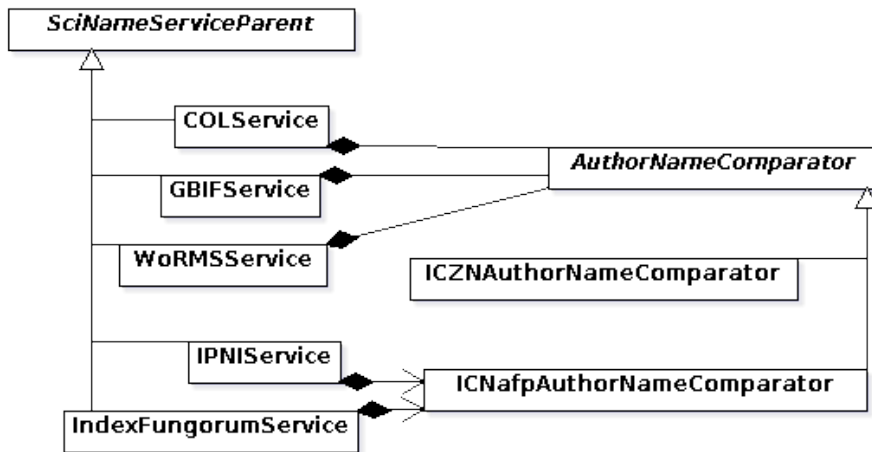 SciNameServiceParent
COLService
AuthorNameComparator
GBIFService
WoRMSService
ICZNAuthorNameComparator
IPNIService
ICNafpAuthorNameComparator
IndexFungorumService